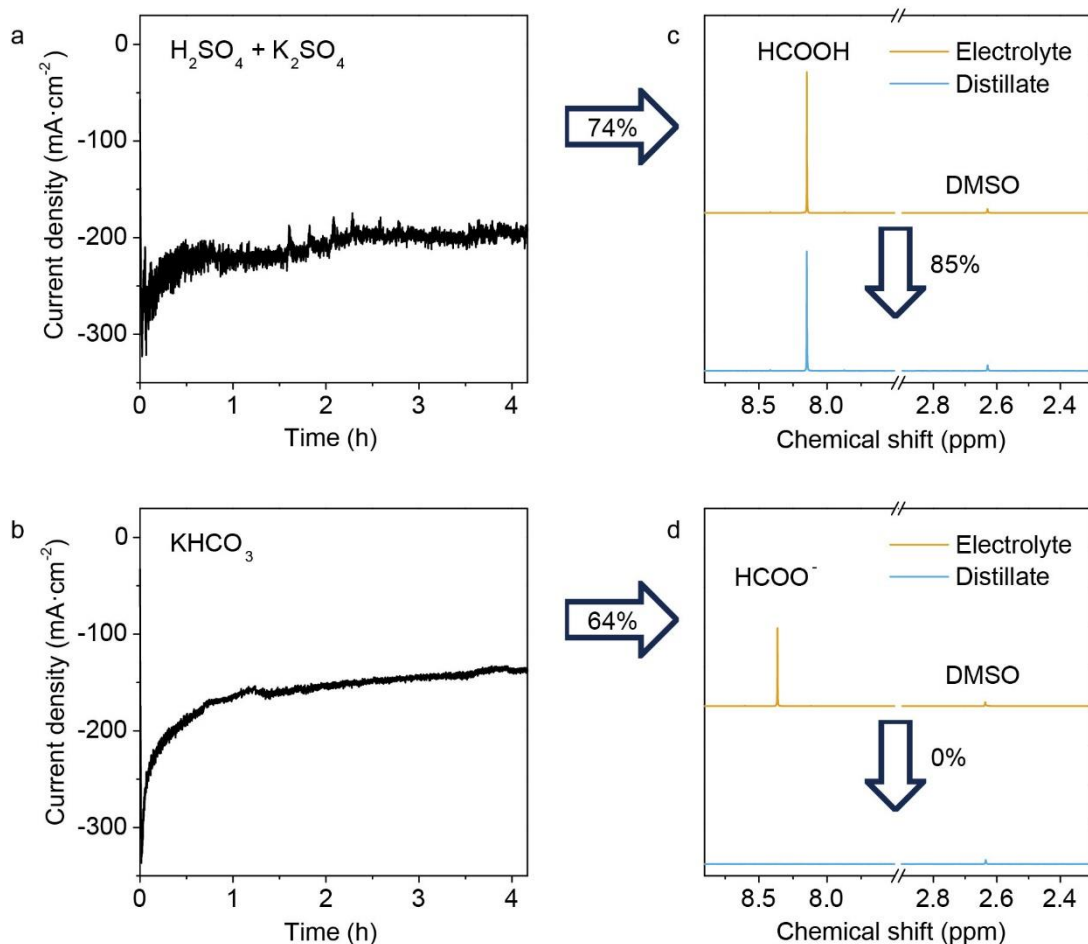 a
H₂SO₄ + K₂SO₄
Current density (mA·cm⁻²)
0
-100
-200
-300
0 1 2 3 4
Time (h)
74%
c
HCOOH
Electrolyte
Distillate
DMSO
85%
8.5 8.0 2.8 2.6 2.4
Chemical shift (ppm)
b
KHCO₃
Current density (mA·cm⁻²)
0
-100
-200
-300
0 1 2 3 4
Time (h)
64%
d
Electrolyte
Distillate
HCOO⁻
DMSO
0%
8.5 8.0 2.8 2.6 2.4
Chemical shift (ppm)